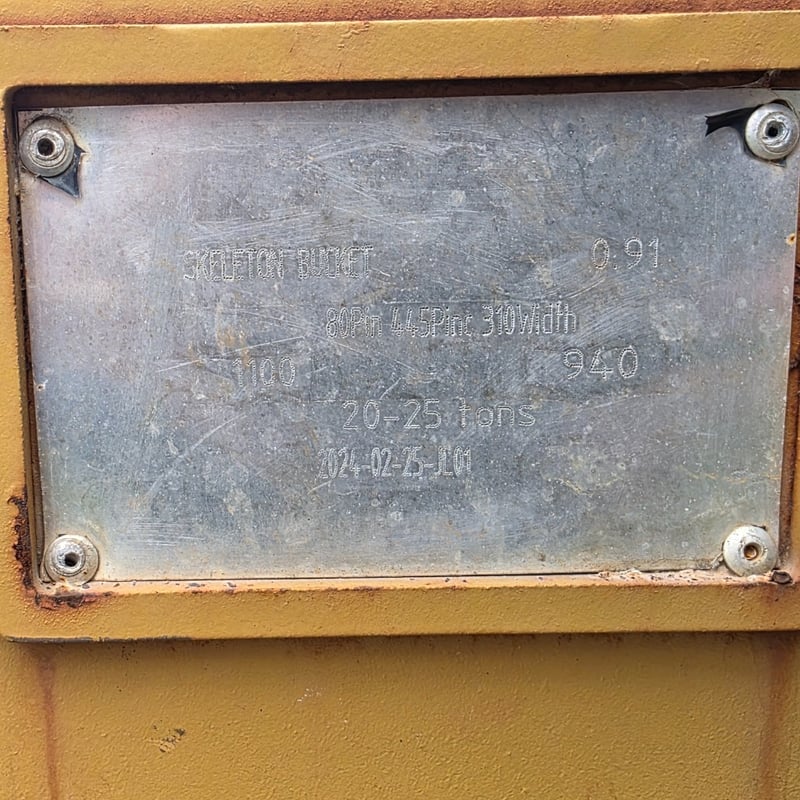 SKELETON BUCKET 0.91
80Pin 445Pinc 310Width
1100 940
20-25 tons
2024-02-25-JL01